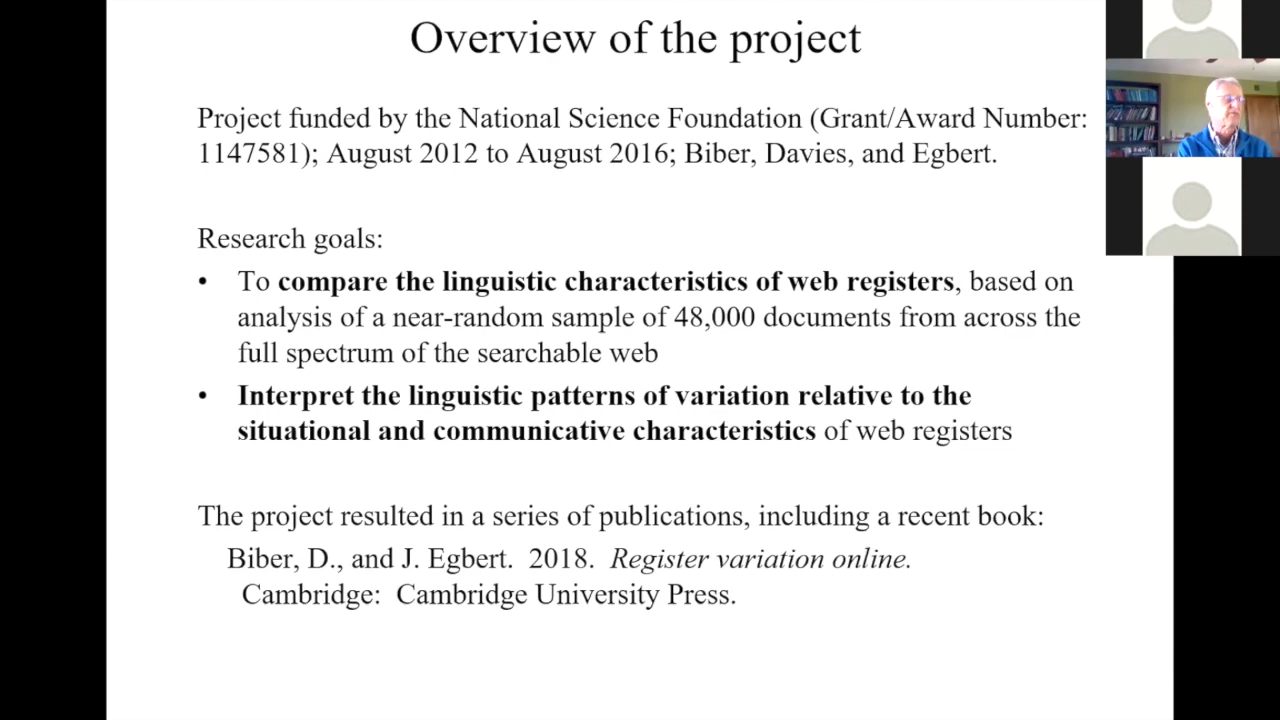 Overview of the project
Project funded by the National Science Foundation (Grant/Award Number:
1147581); August 2012 to August 2016; Biber, Davies, and Egbert.
Research goals:
• To compare the linguistic characteristics of web registers, based on
analysis of a near-random sample of 48,000 documents from across the
full spectrum of the searchable web
• Interpret the linguistic patterns of variation relative to the
situational and communicative characteristics of web registers
The project resulted in a series of publications, including a recent book:
Biber, D., and J. Egbert. 2018. Register variation online.
Cambridge: Cambridge University Press.